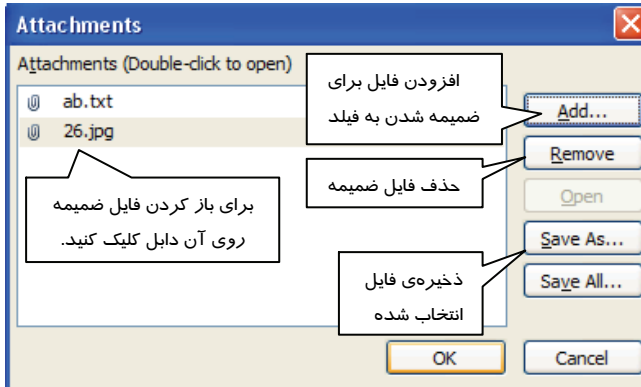 Attachments
Attachments (Double-click to open)
ab.txt
26.jpg
افزودن فایل برای
ضمیمه شدن به فیلد
Add...
Remove
حذف فایل ضمیمه
Open
برای باز کردن فایل ضمیمه
روی آن دابل کلیک کنید.
Save As...
ذخیره‌ی فایل
انتخاب شده
Save All...
OK
Cancel